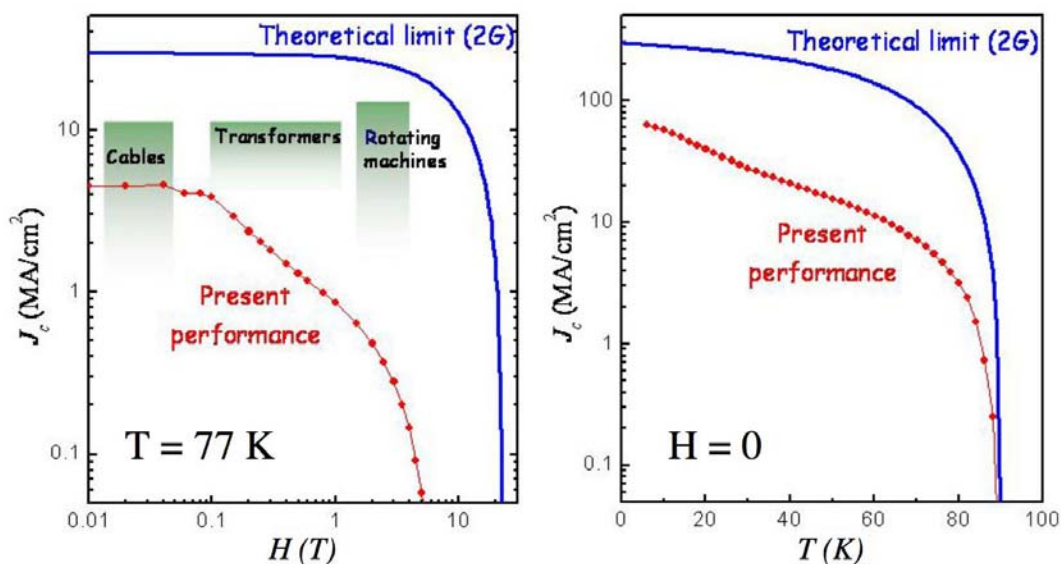 Theoretical limit (2G)
10
1
0.1
J_c (MA/cm²)
Cables
Transformers
Rotating
machines
Present
performance
T = 77 K
0.01
0.1
1
10
H (T)
Theoretical limit (2G)
100
10
1
0.1
J_c (MA/cm²)
Present
performance
H = 0
0
20
40
60
80
100
T (K)